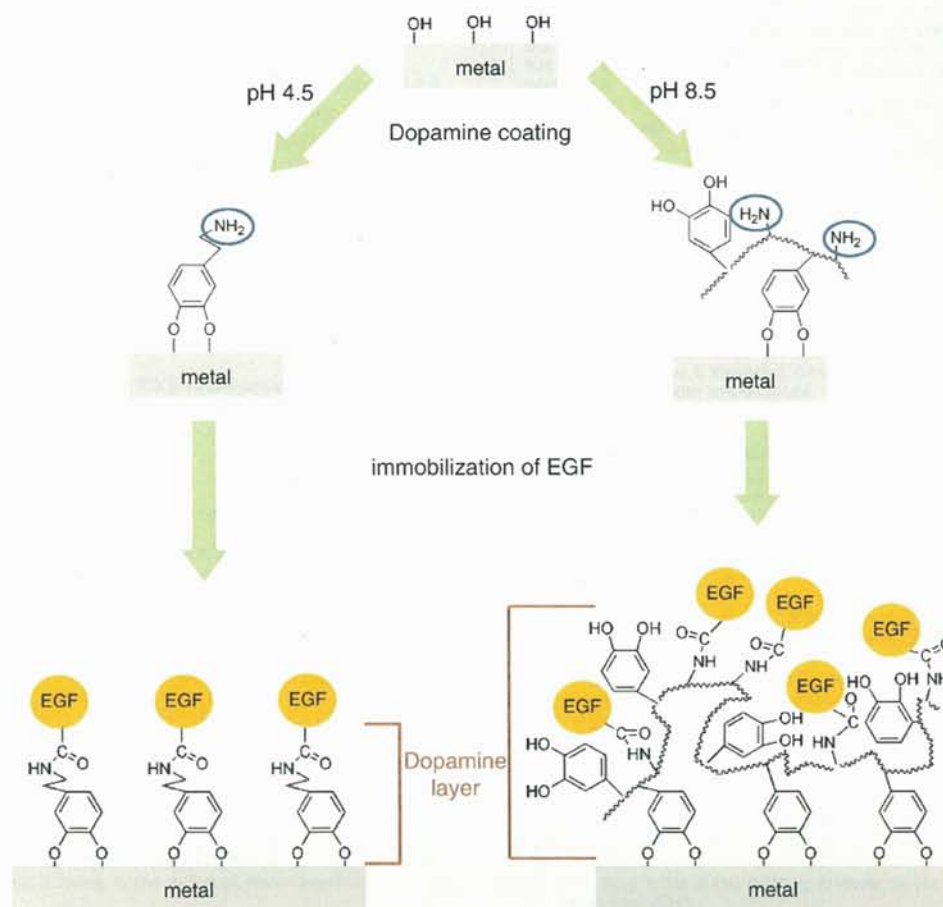 OH OH OH
metal
pH 4.5 pH 8.5
Dopamine coating
NH2
O O
metal
OH
HO
H2N
NH2
O O
metal
immobilization of EGF
EGF EGF EGF
C O C O C O
HN HN HN
O O O O O O
metal
Dopamine
layer
EGF EGF EGF EGF EGF
HO OH O C C O C O
NH NH NH
HO OH
C O C O
OH
HO HN OH HN
HO
O O O O O O
metal